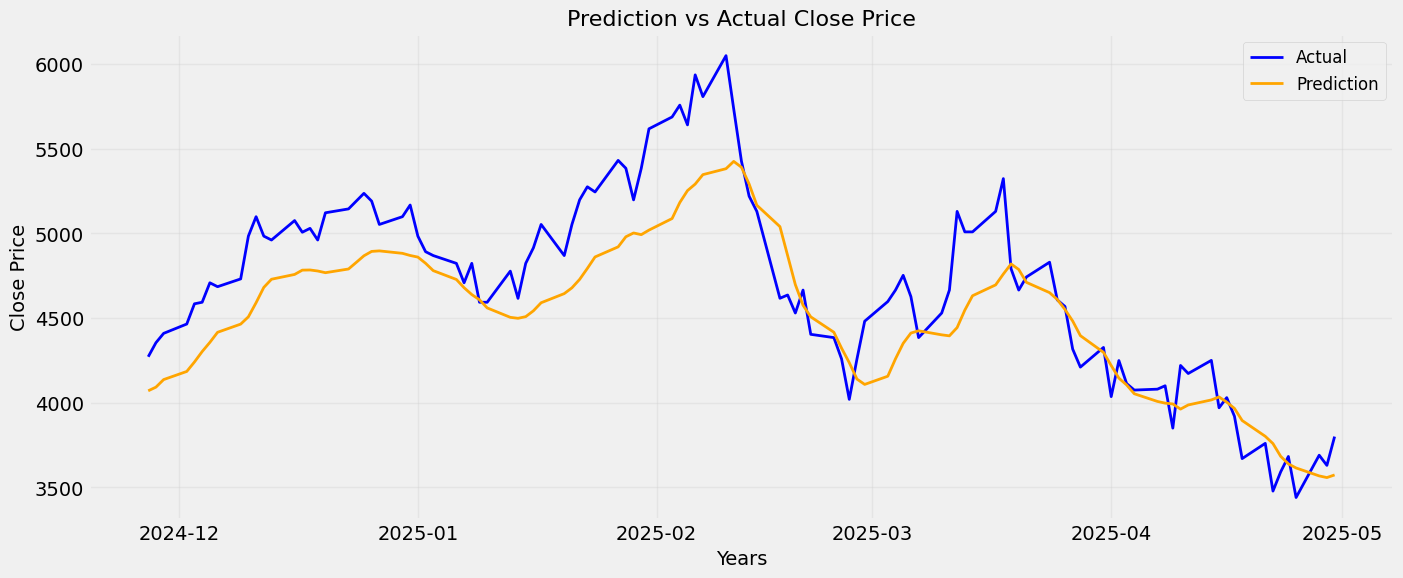 Prediction vs Actual Close Price
Actual
Prediction
Close Price
6000
5500
5000
4500
4000
3500
2024-12
2025-01
2025-02
2025-03
2025-04
2025-05
Years